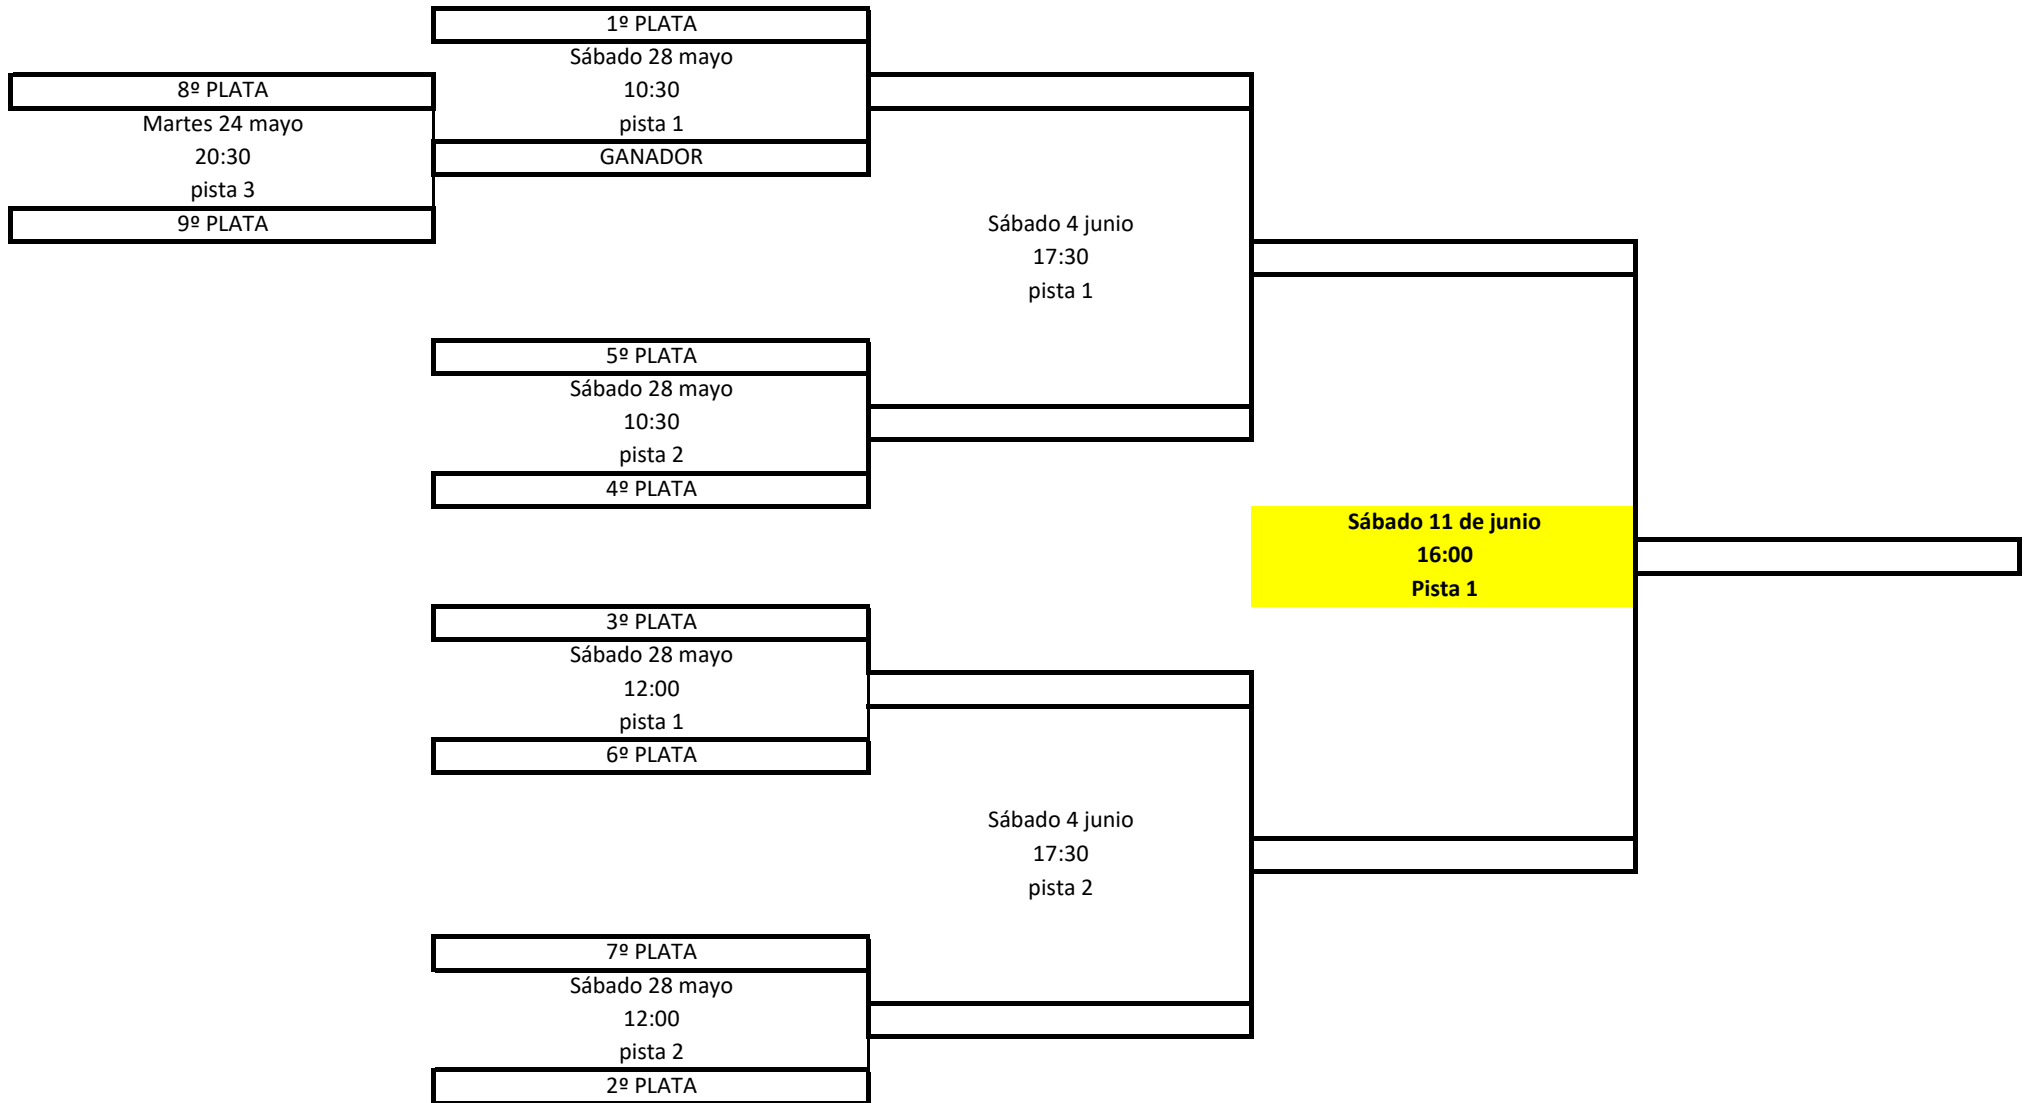 1º PLATA
Sábado 28 mayo
10:30
pista 1
GANADOR
8º PLATA
Martes 24 mayo
20:30
pista 3
9º PLATA
Sábado 4 junio
17:30
pista 1
5º PLATA
Sábado 28 mayo
10:30
pista 2
4º PLATA
Sábado 11 de junio
16:00
Pista 1
3º PLATA
Sábado 28 mayo
12:00
pista 1
6º PLATA
Sábado 4 junio
17:30
pista 2
7º PLATA
Sábado 28 mayo
12:00
pista 2
2º PLATA